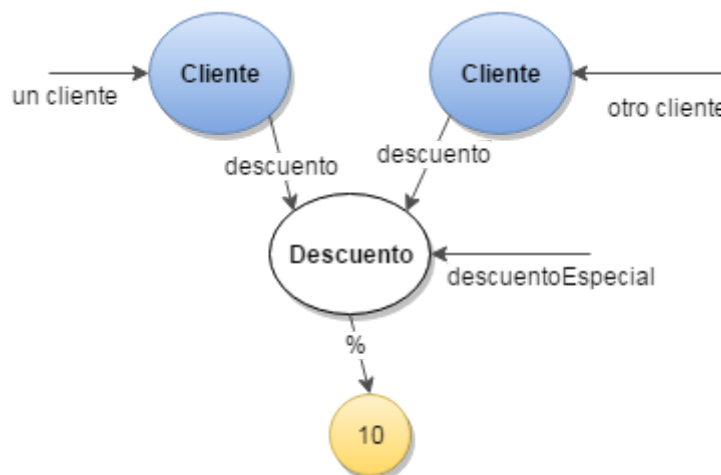 Cliente
Cliente
un cliente
otro cliente
descuento
descuento
Descuento
descuentoEspecial
%
10